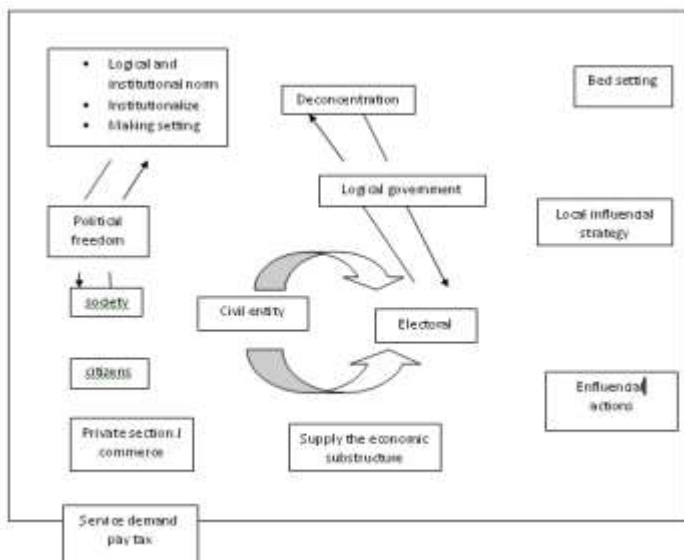 • Logical and
institutional norm
• Institutionalize
• Making setting
Deconcentration
Bed setting
Logical government
Political
freedom
Local influencial
strategy
society
Civil entity
Electoral
citizens
Enfluencial
actions
Private section /
commerce
Supply the economic
substructure
Service demand
pay tax